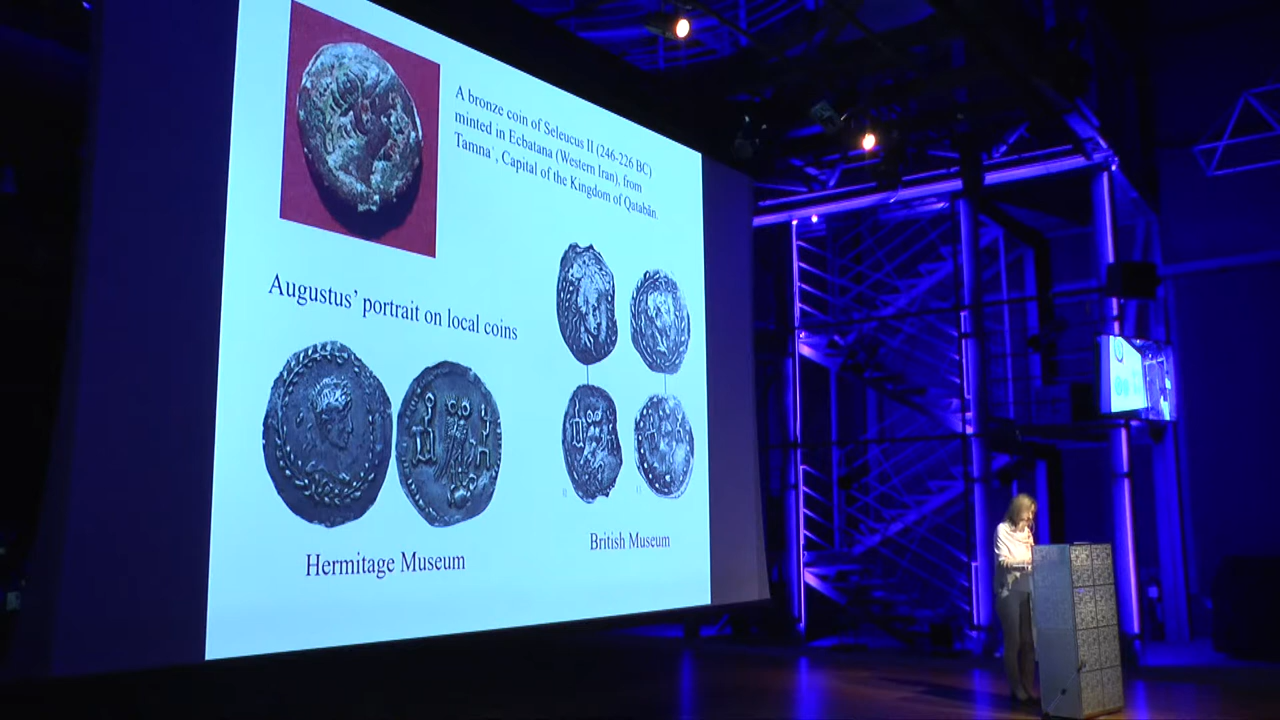 A bronze coin of Seleucus II (246-226 BC)
minted in Ecbatana (Western Iran), from
Tamnaʿ, Capital of the Kingdom of Qatabān.
Augustus’ portrait on local coins
Hermitage Museum
British Museum